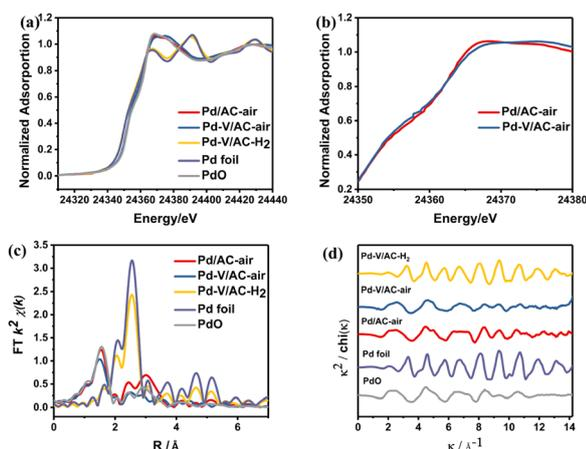 (a)
1.2
1.0
0.8
0.6
0.4
0.2
0.0
Normalized Adsorportion
Pd/AC-air
Pd-V/AC-air
Pd-V/AC-H2
Pd foil
PdO
24320 24340 24360 24380 24400 24420 24440
Energy/eV
(b)
1.2
1.0
0.8
0.6
0.4
0.2
Normalized Adsorportion
Pd/AC-air
Pd-V/AC-air
24350 24360 24370 24380
Energy/eV
(c)
3.5
3.0
2.5
2.0
1.5
1.0
0.5
0.0
FT k² χ(k)
Pd/AC-air
Pd-V/AC-air
Pd-V/AC-H2
Pd foil
PdO
0 2 4 6
R / Å
(d)
Pd-V/AC-H2
Pd-V/AC-air
Pd/AC-air
Pd foil
PdO
κ² / chi(κ)
0 2 4 6 8 10 12 14
κ / Å⁻¹